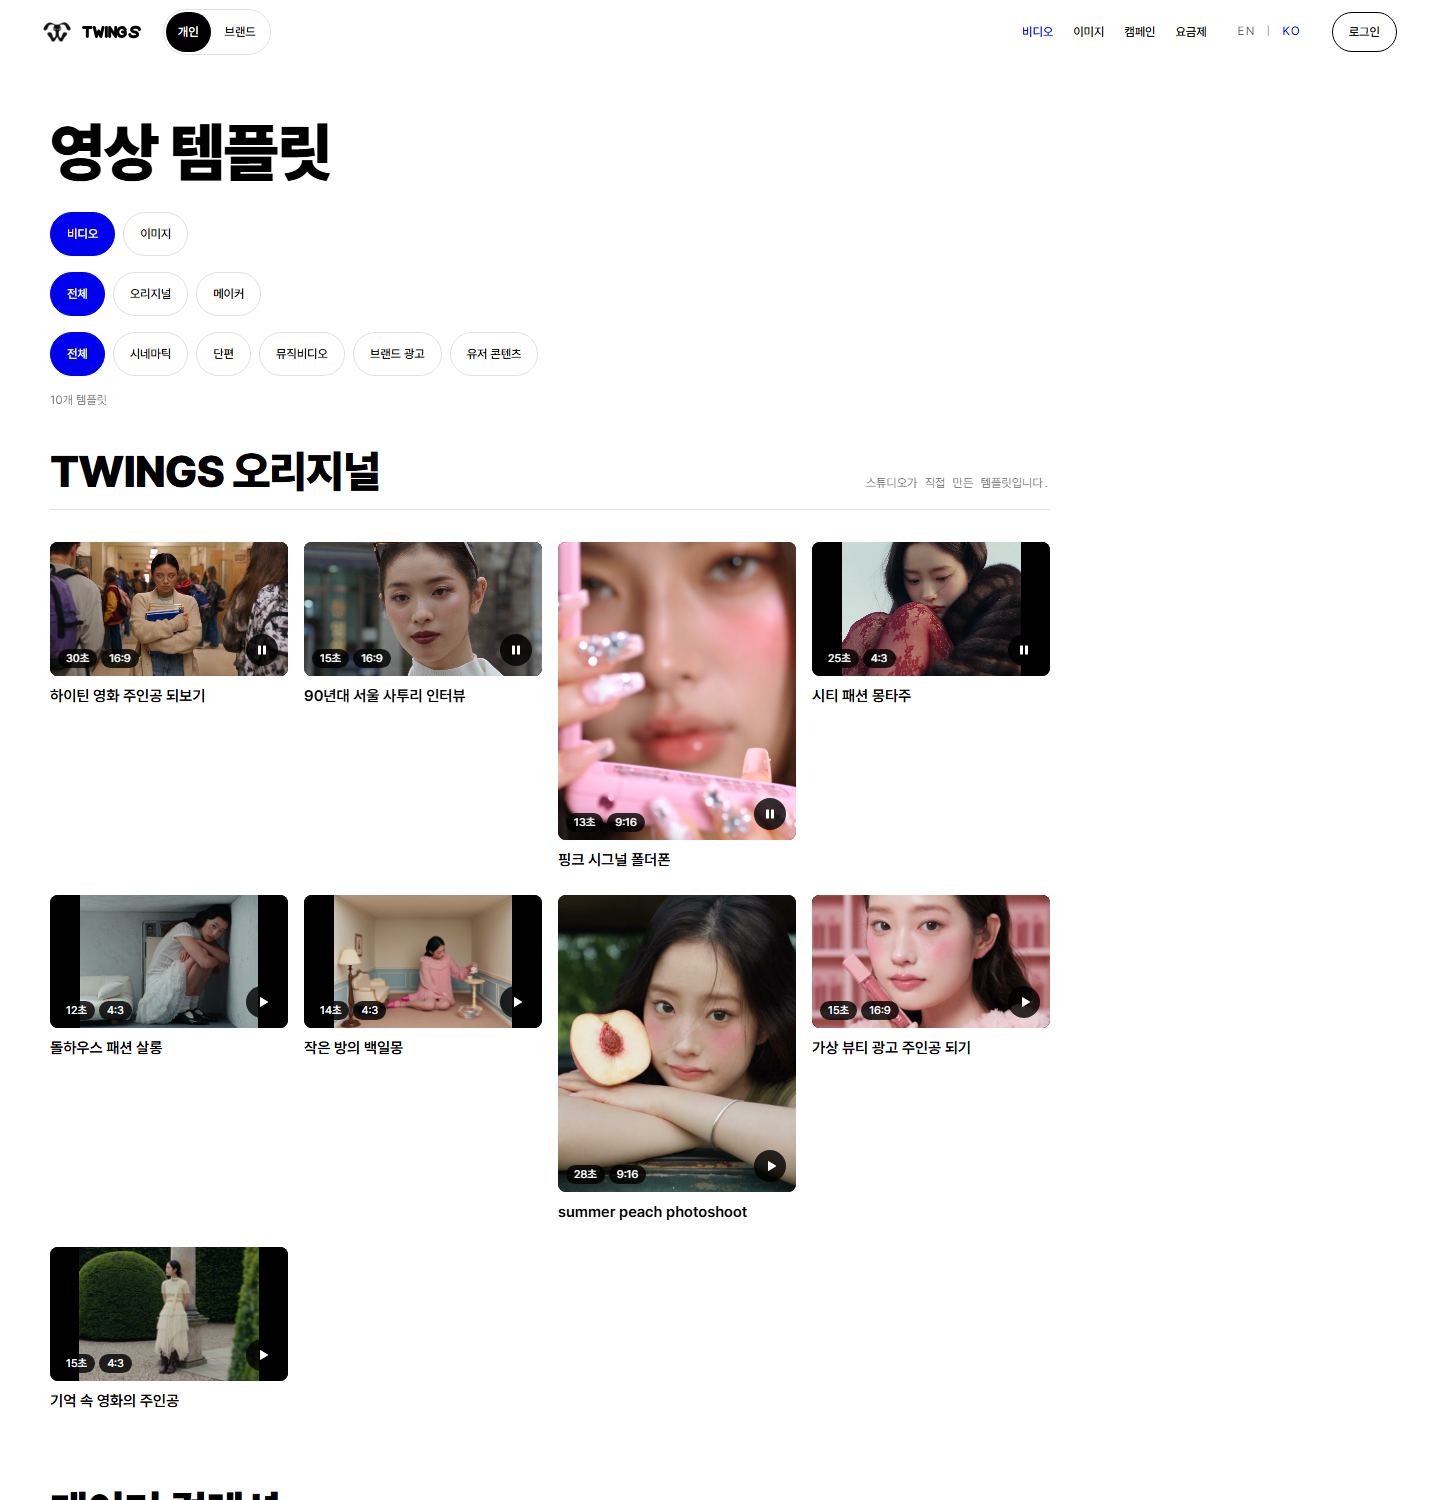 TWINGS 개인 브랜드 비디오 이미지 캠페인 요금제 EN | KO 로그인
영상 템플릿
비디오 이미지
전체 오리지널 메이커
전체 시네마틱 단편 뮤직비디오 브랜드 광고 유저 콘텐츠
10개 템플릿
TWINGS 오리지널
스튜디오가 직접 만든 템플릿입니다.
30초 16:9
하이틴 영화 주인공 되보기
15초 16:9
90년대 서울 사투리 인터뷰
13초 9:16
핑크 시그널 폴더폰
25초 4:3
시티 패션 몽타주
12초 4:3
돌하우스 패션 살롱
14초 4:3
작은 방의 백일몽
28초 9:16
summer peach photoshoot
15초 16:9
가상 뷰티 광고 주인공 되기
15초 4:3
기억 속 영화의 주인공